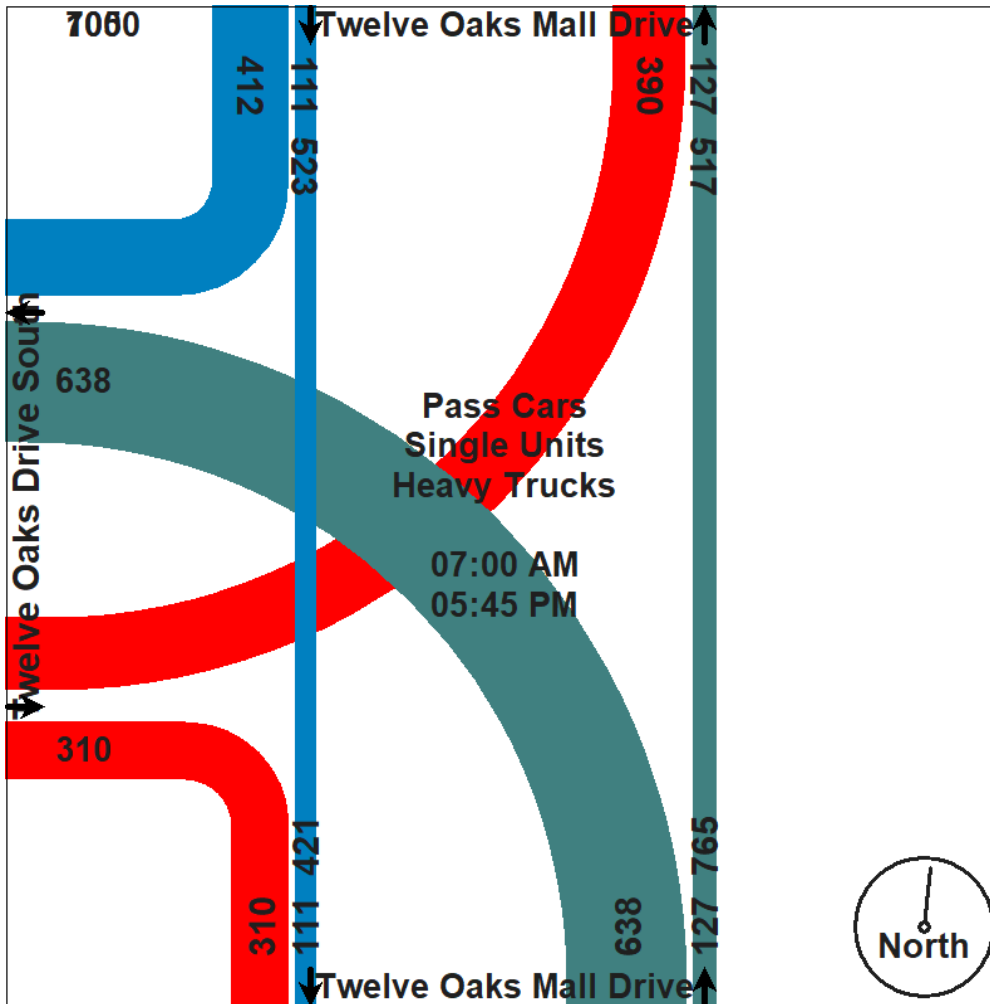 Twelve Oaks Mall Drive
412
111 523
390
127 517
Twelve Oaks Drive South
638
Pass Cars
Single Units
Heavy Trucks
07:00 AM
05:45 PM
310
310
111 421
638
127 765
North
Twelve Oaks Mall Drive